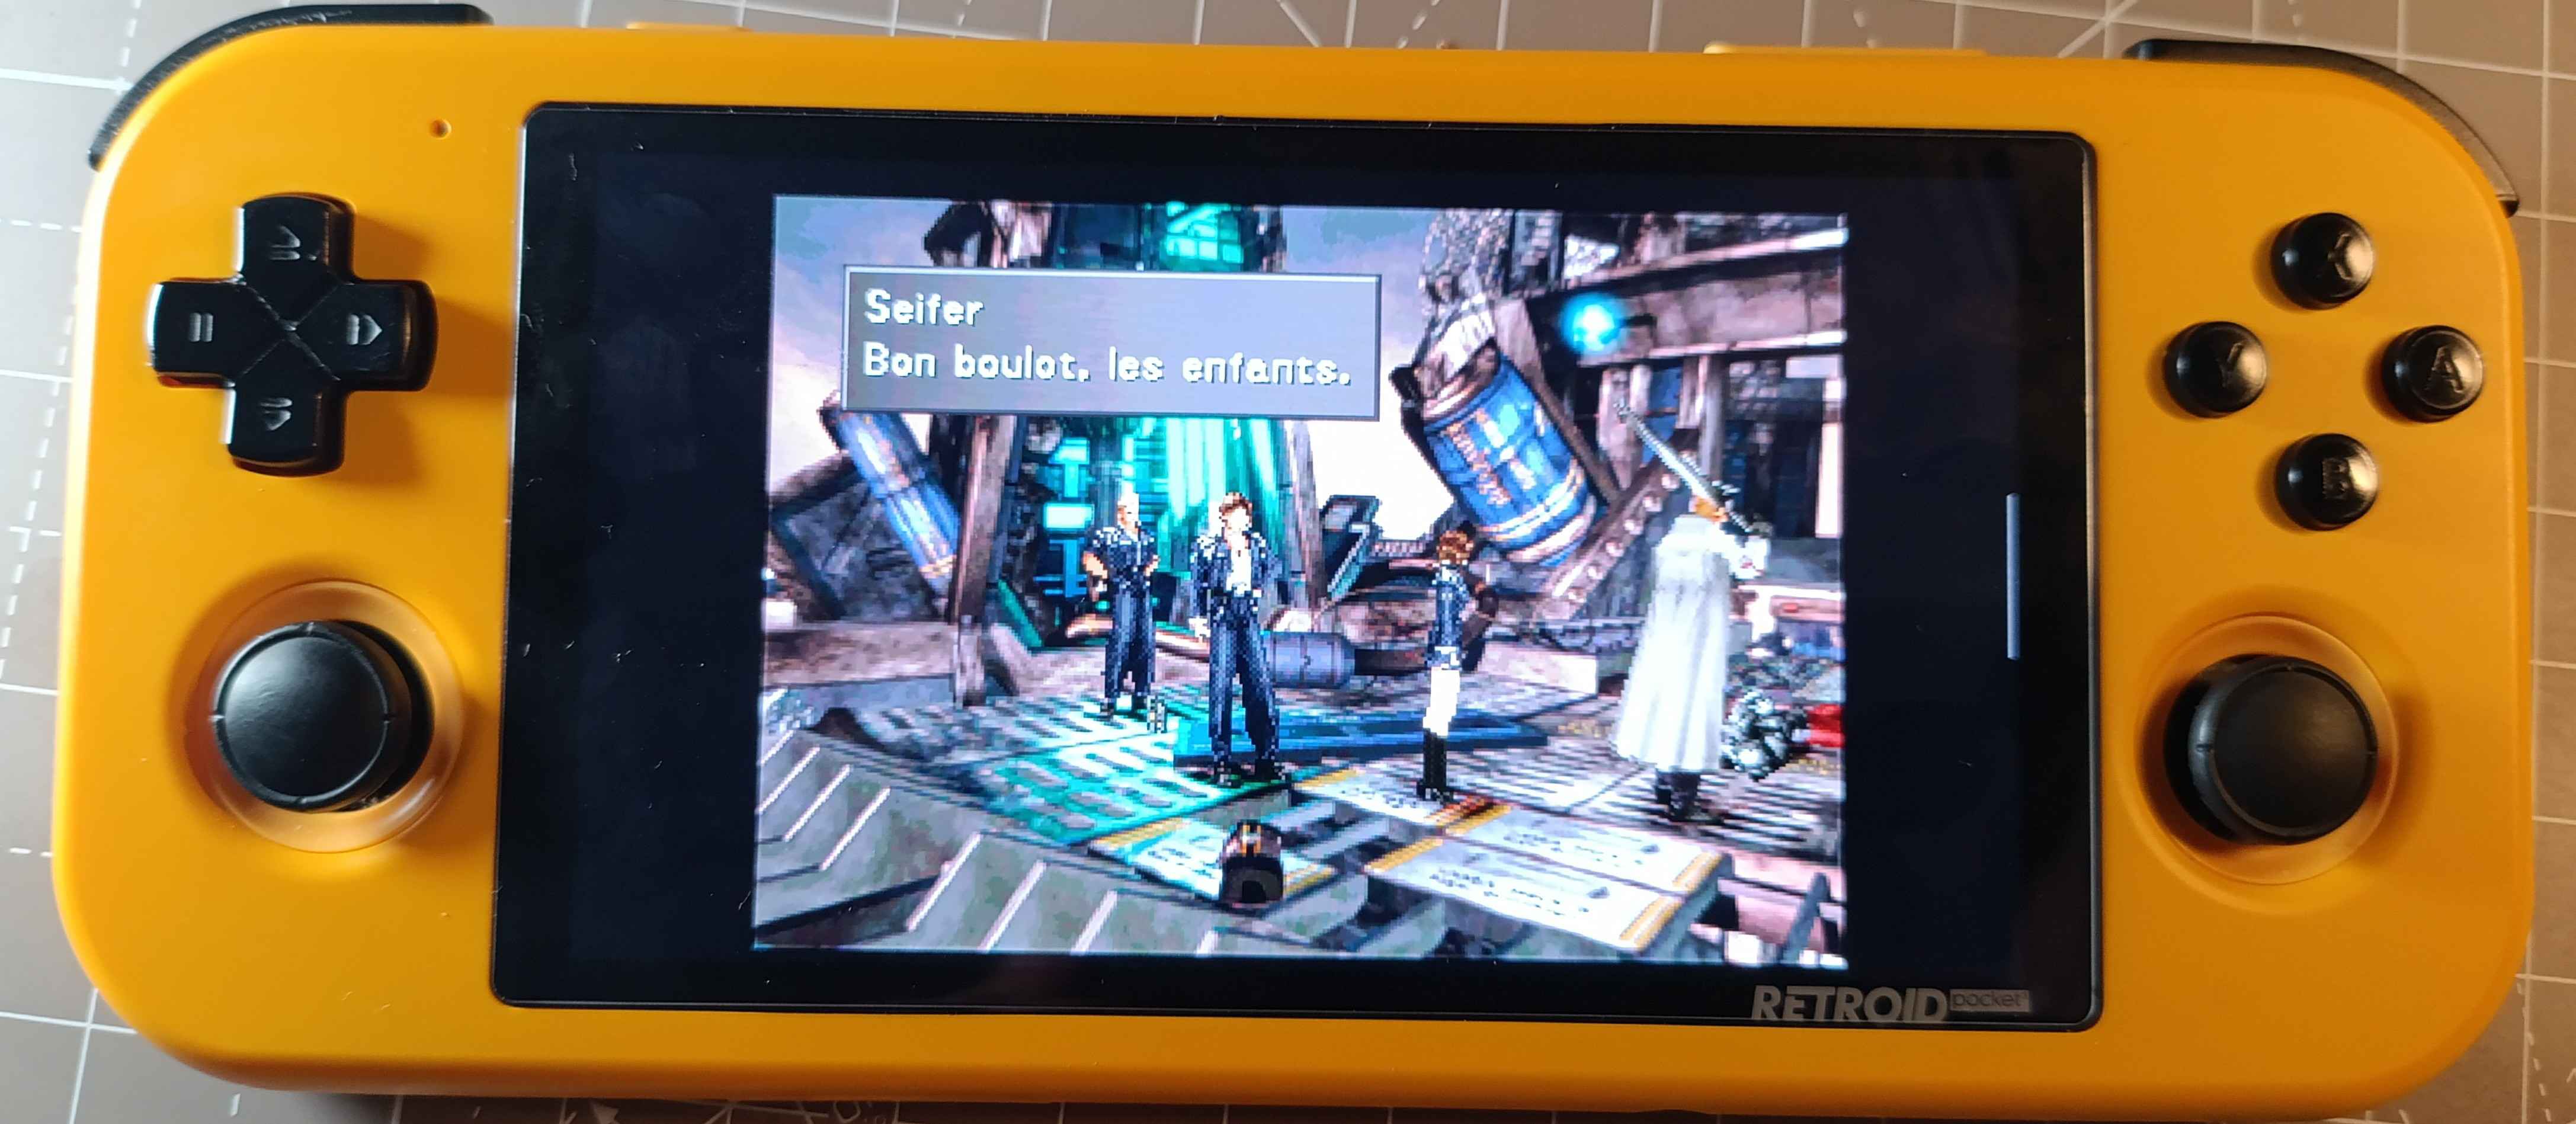 Seifer
Bon boulot, les enfants.
X
Y
A
B
RETROID pocket